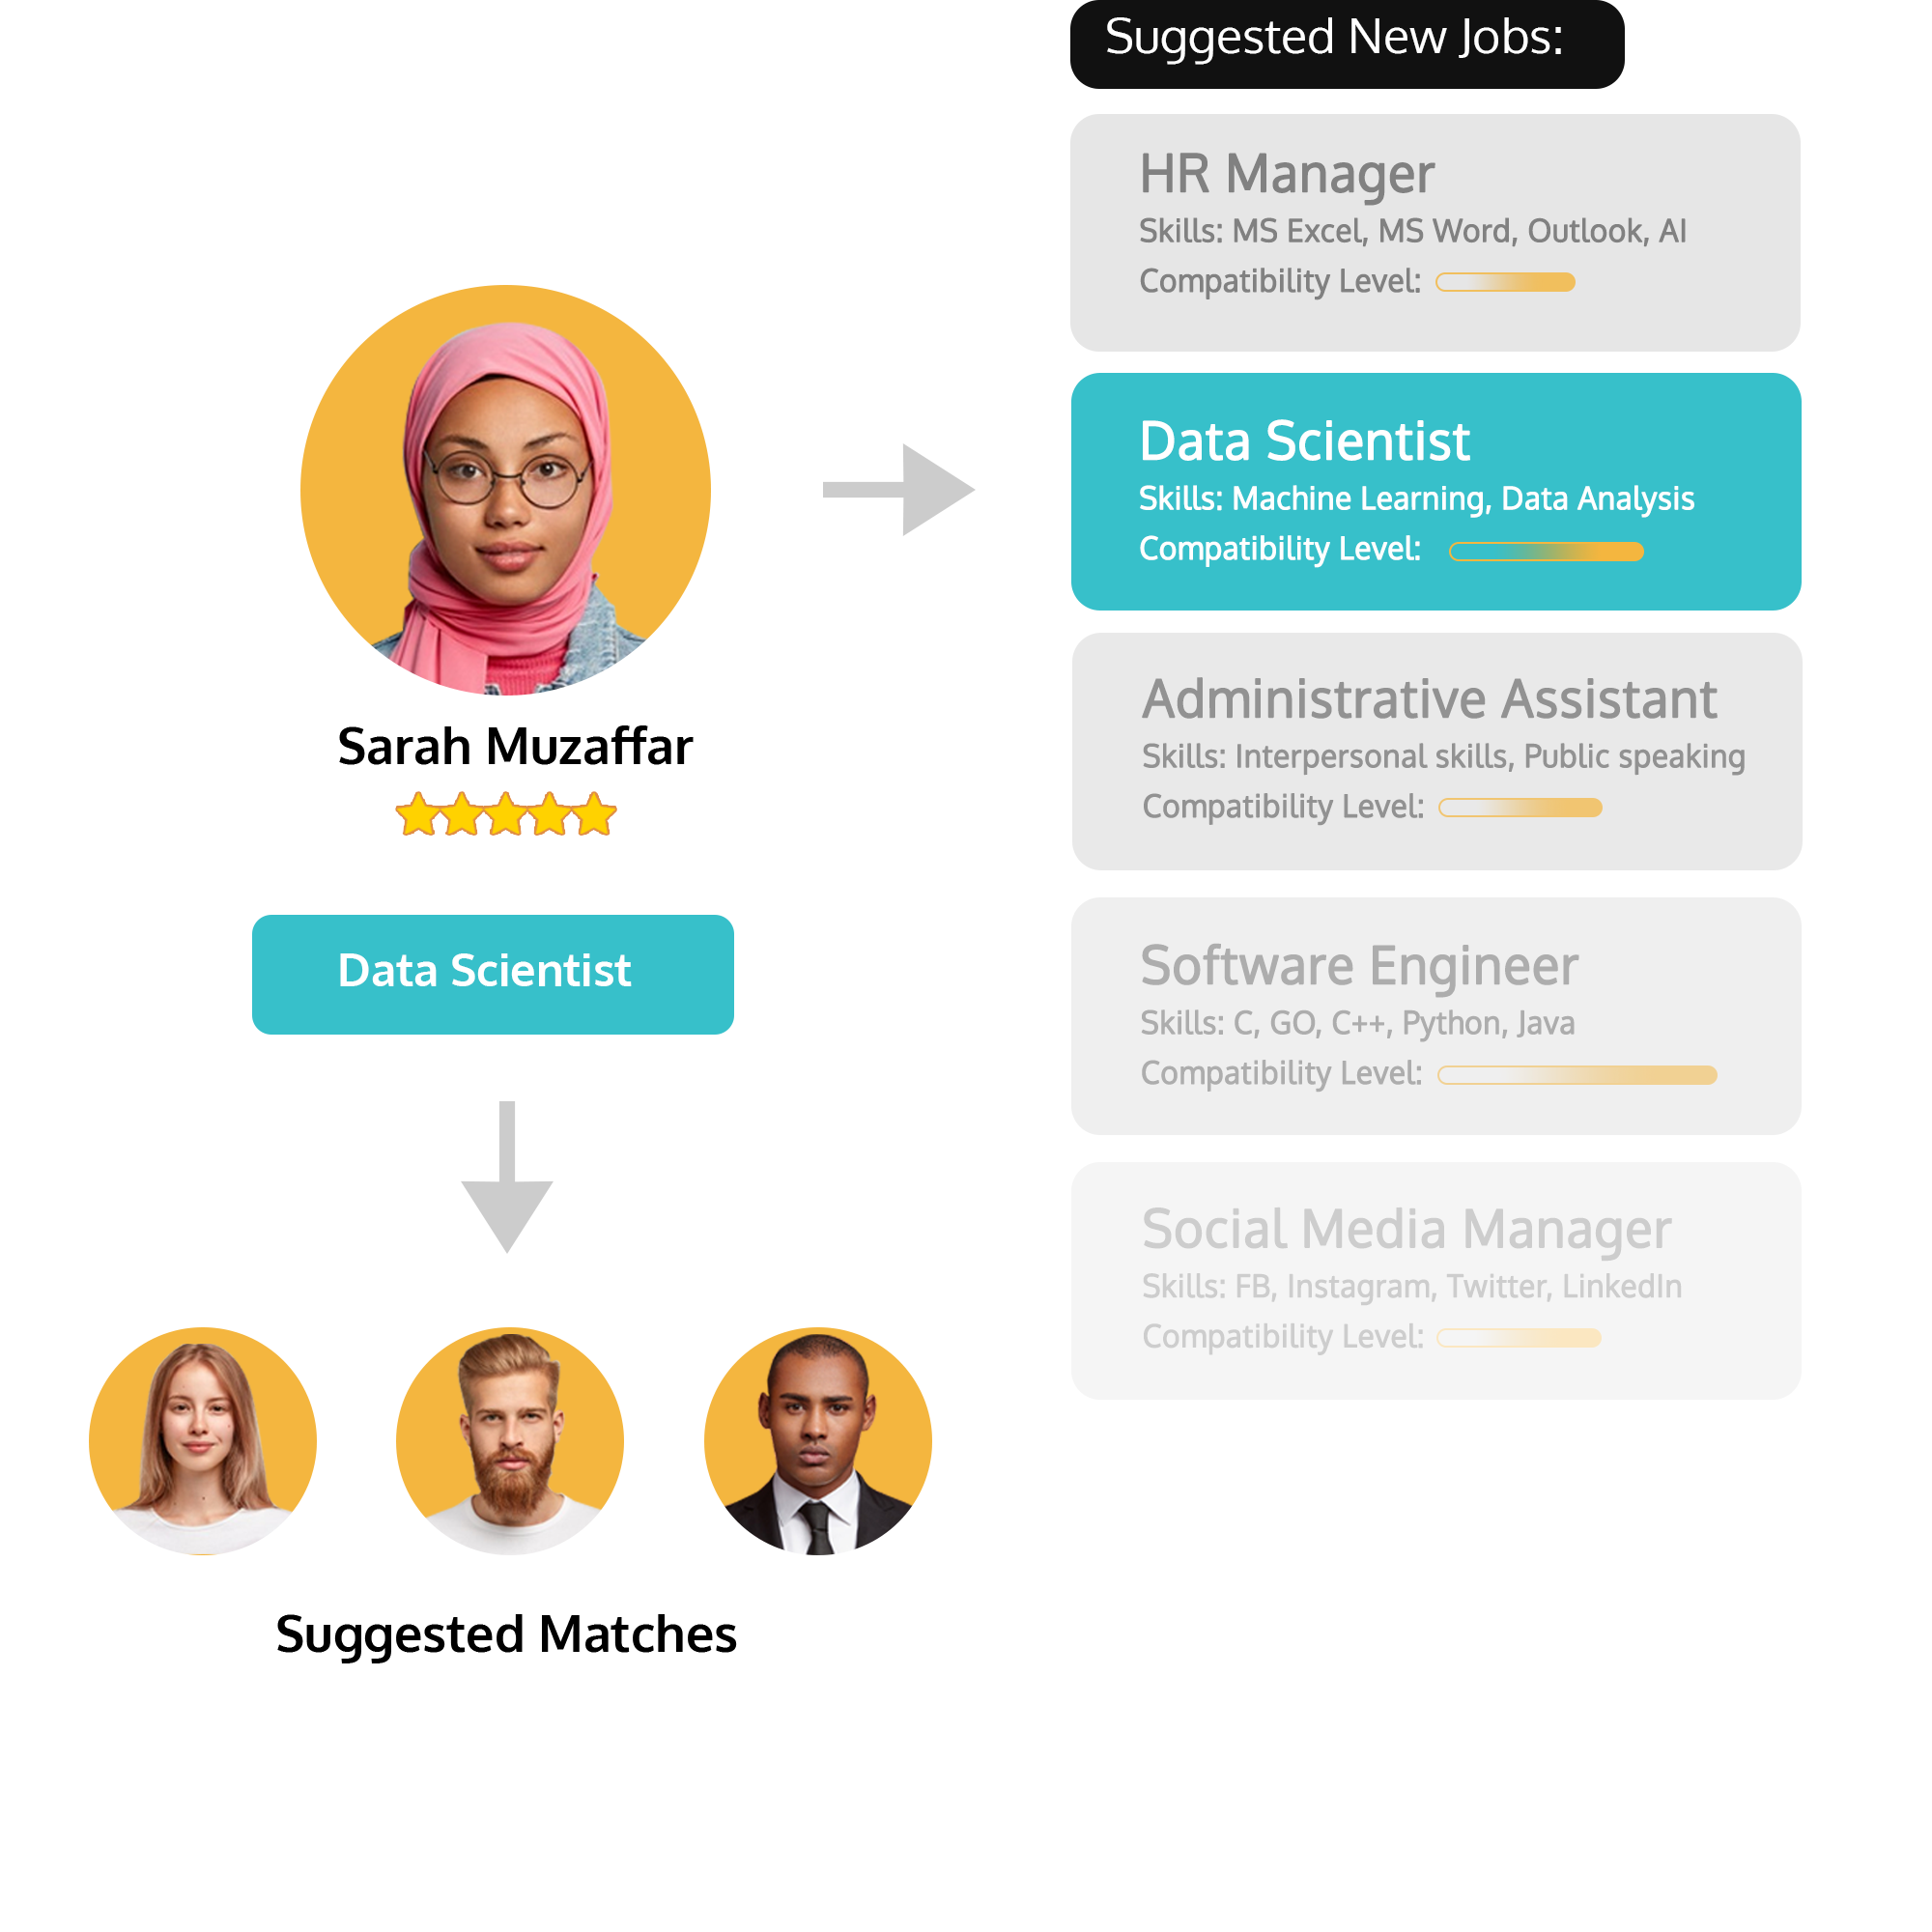 Suggested New Jobs:
HR Manager
Skills: MS Excel, MS Word, Outlook, AI
Compatibility Level:
Data Scientist
Skills: Machine Learning, Data Analysis
Compatibility Level:
Administrative Assistant
Skills: Interpersonal skills, Public speaking
Compatibility Level:
Software Engineer
Skills: C, GO, C++, Python, Java
Compatibility Level:
Social Media Manager
Skills: FB, Instagram, Twitter, LinkedIn
Compatibility Level:
Sarah Muzaffar
Data Scientist
Suggested Matches